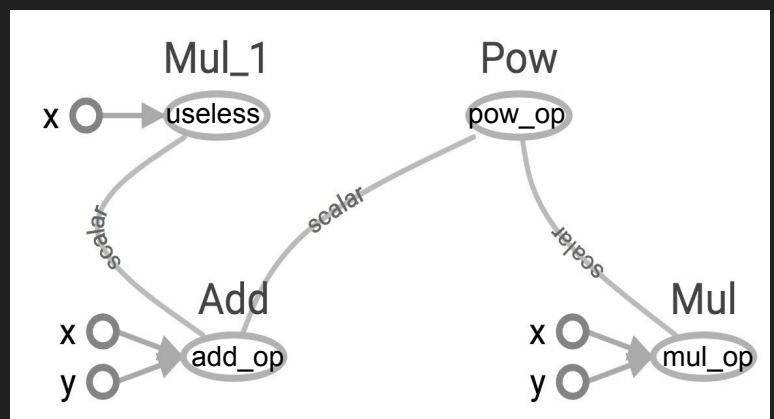 Mul_1
Pow
x
useless
pow_op
scalar
scalar
scalar
Add
Mul
x
x
add_op
mul_op
y
y